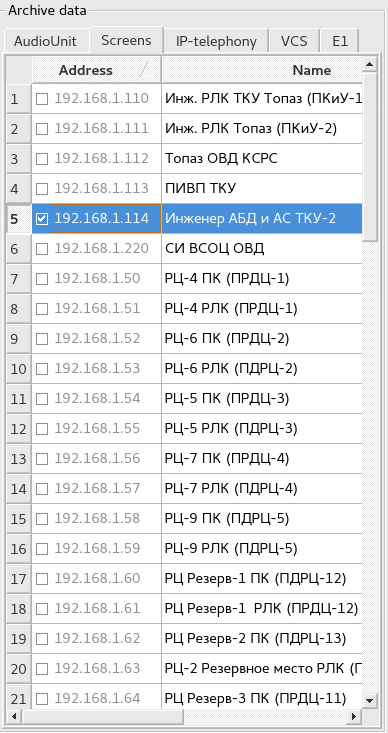 Archive data
AudioUnit Screens IP-telephony VCS E1
Address Name
1 192.168.1.110 Инж. РЛК ТКУ Топаз (ПКиУ-1
2 192.168.1.111 Инж. РЛК Топаз (ПКиУ-2)
3 192.168.1.112 Топаз ОВД КСРС
4 192.168.1.113 ПИВП ТКУ
5 192.168.1.114 Инженер АБД и АС ТКУ-2
6 192.168.1.220 СИ ВСОЦ ОВД
7 192.168.1.50 РЦ-4 ПК (ПРДЦ-1)
8 192.168.1.51 РЦ-4 РЛК (ПРДЦ-1)
9 192.168.1.52 РЦ-6 ПК (ПРДЦ-2)
10 192.168.1.53 РЦ-6 РЛК (ПДРЦ-2)
11 192.168.1.54 РЦ-5 ПК (ПРДЦ-3)
12 192.168.1.55 РЦ-5 РЛК (ПДРЦ-3)
13 192.168.1.56 РЦ-7 ПК (ПРДЦ-4)
14 192.168.1.57 РЦ-7 РЛК (ПДРЦ-4)
15 192.168.1.58 РЦ-9 ПК (ПДРЦ-5)
16 192.168.1.59 РЦ-9 РЛК (ПДРЦ-5)
17 192.168.1.60 РЦ Резерв-1 ПК (ПДРЦ-12)
18 192.168.1.61 РЦ Резерв-1 РЛК (ПРДЦ-12)
19 192.168.1.62 РЦ Резерв-2 ПК (ПДРЦ-13)
20 192.168.1.63 РЦ-2 Резервное место РЛК (П
21 192.168.1.64 РЦ Резерв-3 ПК (ПРДЦ-11)